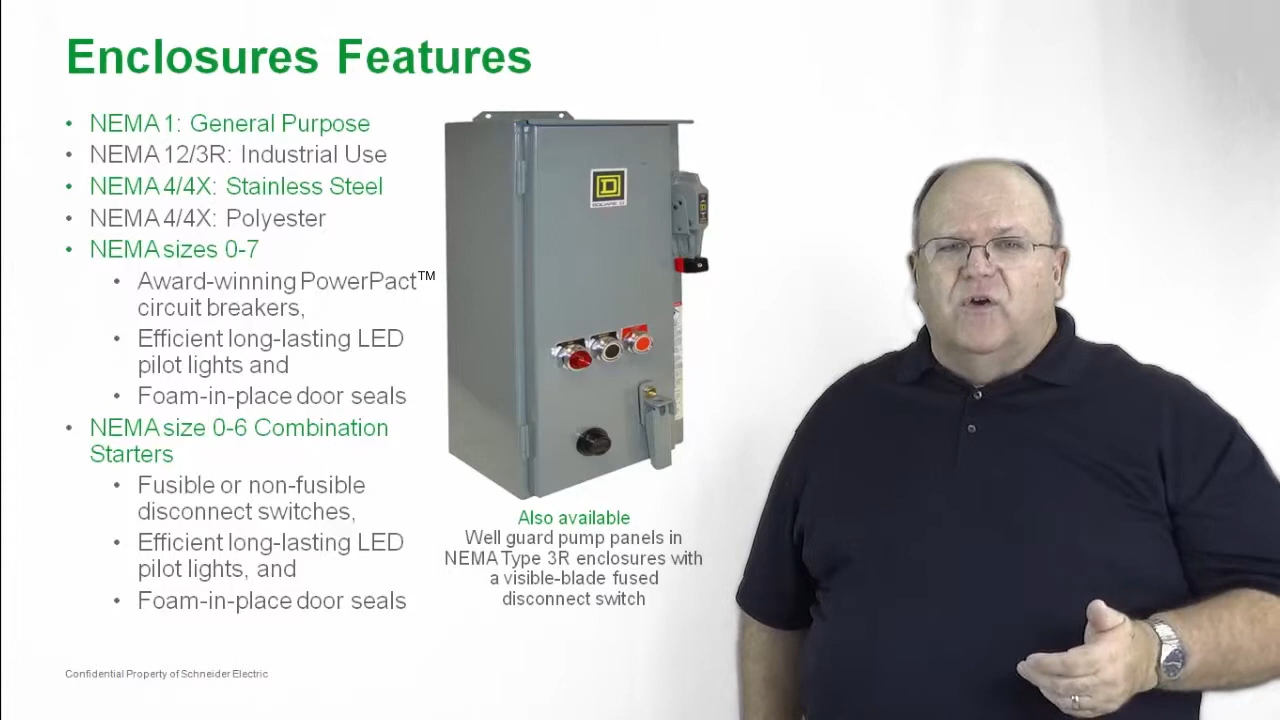 Enclosures Features
• NEMA 1: General Purpose
• NEMA 12/3R: Industrial Use
• NEMA 4/4X: Stainless Steel
• NEMA 4/4X: Polyester
• NEMA sizes 0-7
• Award-winning PowerPact™
circuit breakers,
• Efficient long-lasting LED
pilot lights and
• Foam-in-place door seals
• NEMA size 0-6 Combination
Starters
• Fusible or non-fusible
disconnect switches,
• Efficient long-lasting LED
pilot lights, and
• Foam-in-place door seals
D
SQUARE D
Also available
Well guard pump panels in
NEMA Type 3R enclosures with
a visible-blade fused
disconnect switch
Confidential Property of Schneider Electric